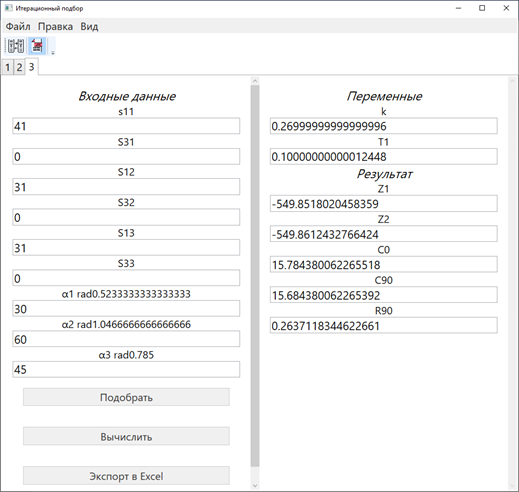 Итерационный подбор
Файл Правка Вид
1 2 3
Входные данные
s11
41
S31
0
S12
31
S32
0
S13
31
S33
0
α1 rad0.5233333333333333
30
α2 rad1.0466666666666666
60
α3 rad0.785
45
Подобрать
Вычислить
Экспорт в Excel
Переменные
k
0.26999999999999996
T1
0.10000000000012448
Результат
Z1
-549.8518020458359
Z2
-549.8612432766424
C0
15.784380062265518
C90
15.684380062265392
R90
0.2637118344622661